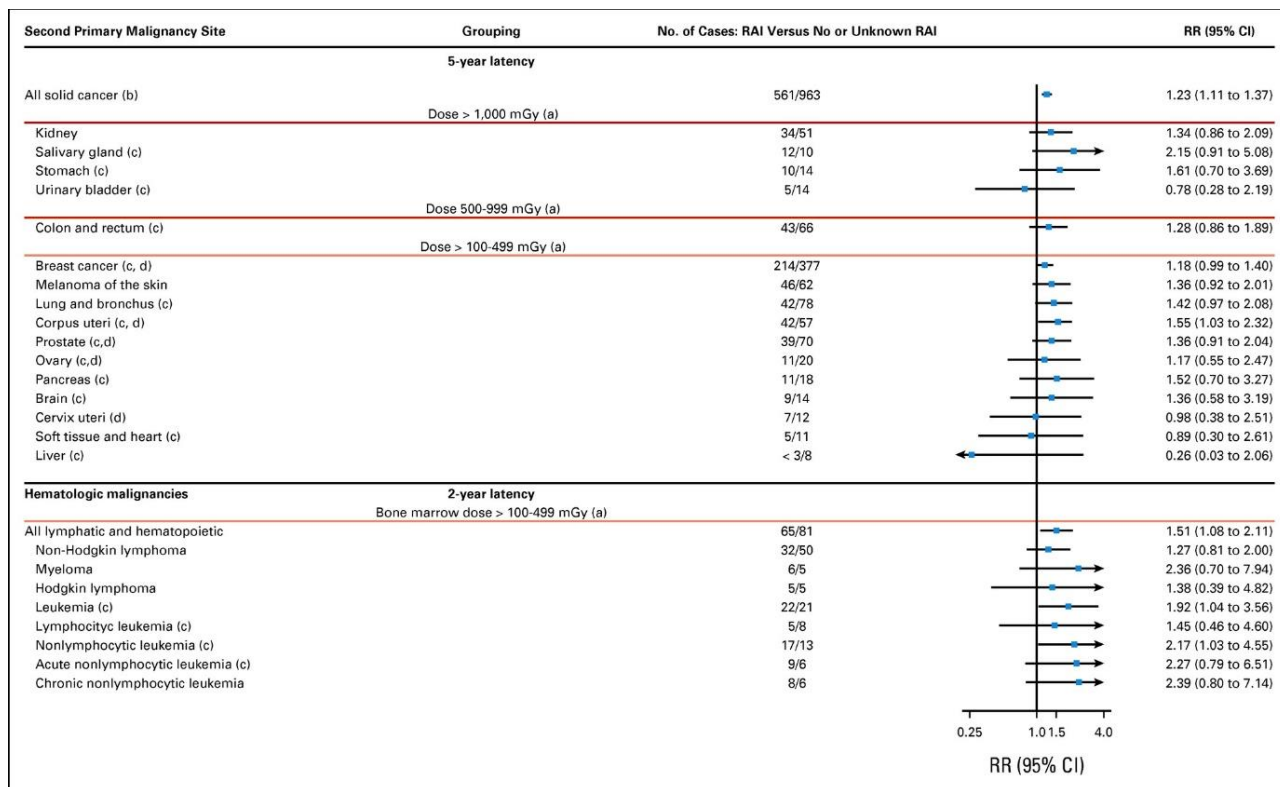 Second Primary Malignancy Site Grouping No. of Cases: RAI Versus No or Unknown RAI RR (95% CI)
5-year latency
All solid cancer (b) 561/963 1.23 (1.11 to 1.37)
Dose > 1,000 mGy (a)
Kidney 34/51 1.34 (0.86 to 2.09)
Salivary gland (c) 12/10 2.15 (0.91 to 5.08)
Stomach (c) 10/14 1.61 (0.70 to 3.69)
Urinary bladder (c) 5/14 0.78 (0.28 to 2.19)
Dose 500-999 mGy (a)
Colon and rectum (c) 43/66 1.28 (0.86 to 1.89)
Dose > 100-499 mGy (a)
Breast cancer (c, d) 214/377 1.18 (0.99 to 1.40)
Melanoma of the skin 46/62 1.36 (0.92 to 2.01)
Lung and bronchus (c) 42/78 1.42 (0.97 to 2.08)
Corpus uteri (c, d) 42/57 1.55 (1.03 to 2.32)
Prostate (c,d) 39/70 1.36 (0.91 to 2.04)
Ovary (c,d) 11/20 1.17 (0.55 to 2.47)
Pancreas (c) 11/18 1.52 (0.70 to 3.27)
Brain (c) 9/14 1.36 (0.58 to 3.19)
Cervix uteri (d) 7/12 0.98 (0.38 to 2.51)
Soft tissue and heart (c) 5/11 0.89 (0.30 to 2.61)
Liver (c) < 3/8 0.26 (0.03 to 2.06)
Hematologic malignancies 2-year latency
Bone marrow dose > 100-499 mGy (a)
All lymphatic and hematopoietic 65/81 1.51 (1.08 to 2.11)
Non-Hodgkin lymphoma 32/50 1.27 (0.81 to 2.00)
Myeloma 6/5 2.36 (0.70 to 7.94)
Hodgkin lymphoma 5/5 1.38 (0.39 to 4.82)
Leukemia (c) 22/21 1.92 (1.04 to 3.56)
Lymphocityc leukemia (c) 5/8 1.45 (0.46 to 4.60)
Nonlymphocytic leukemia (c) 17/13 2.17 (1.03 to 4.55)
Acute nonlymphocytic leukemia (c) 9/6 2.27 (0.79 to 6.51)
Chronic nonlymphocytic leukemia 8/6 2.39 (0.80 to 7.14)
0.25 1.0 1.5 4.0
RR (95% CI)